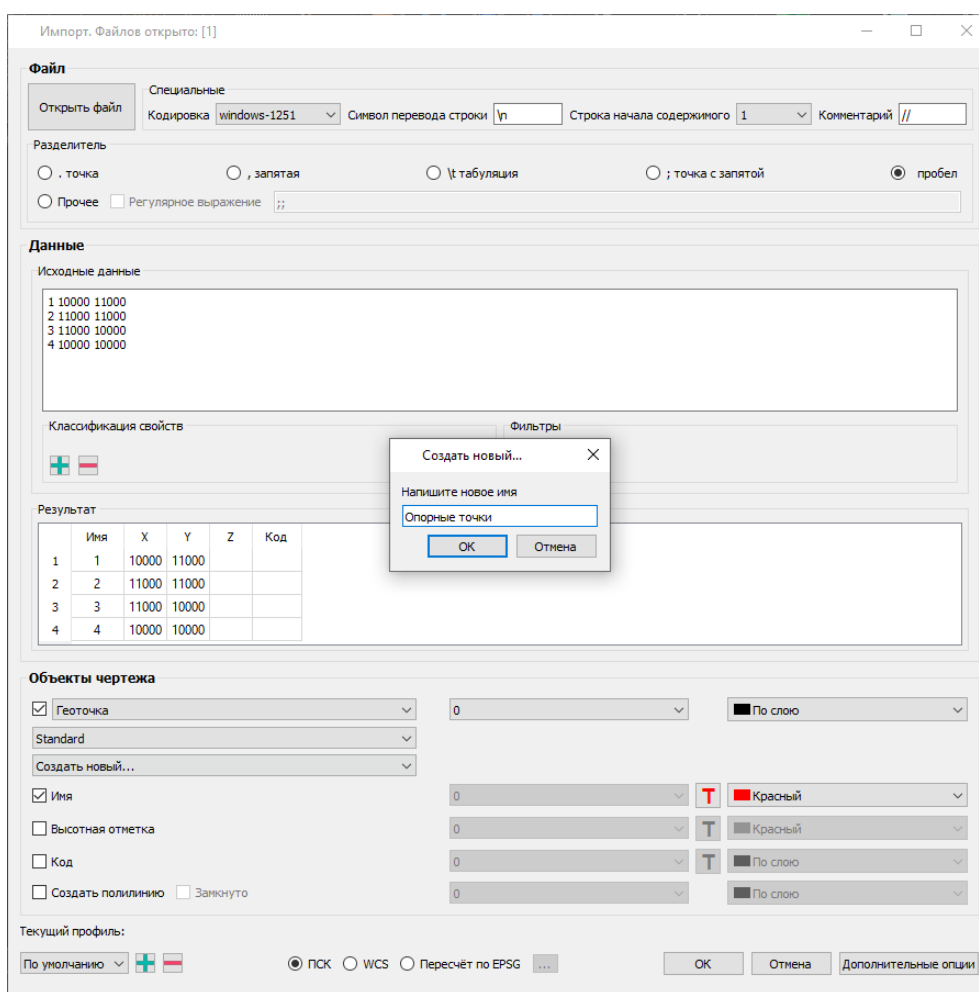 Импорт. Файлов открыто: [1]
Файл
Открыть файл
Специальные
Кодировка windows-1251 Символ перевода строки \n Строка начала содержимого 1 Комментарий //
Разделитель
. точка , запятая \t табуляция ; точка с запятой пробел
Прочее Регулярное выражение ;;
Данные
Исходные данные
1 10000 11000
2 11000 11000
3 11000 10000
4 10000 10000
Классификация свойств Фильтры
Создать новый...
Напишите новое имя
Опорные точки
OK Отмена
Результат
Имя X Y Z Код
1 1 10000 11000
2 2 11000 11000
3 3 11000 10000
4 4 10000 10000
Объекты чертежа
Геоточка 0 По слою
Standard
Создать новый...
Имя 0 T Красный
Высотная отметка 0 T Красный
Код 0 T По слою
Создать полилинию Замкнуто 0 По слою
Текущий профиль:
По умолчанию ПСК WCS Пересчёт по EPSG ... OK Отмена Дополнительные опции